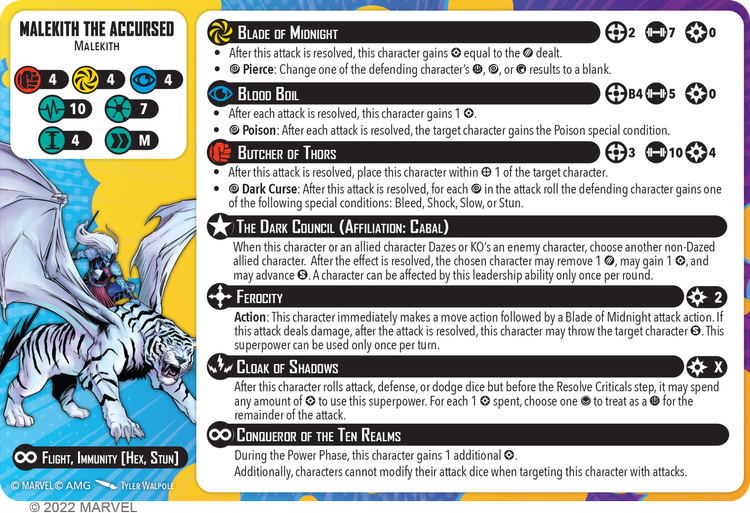 MALEKITH THE ACCURSED
MALEKITH
4 4 4
10 7
4 M
FLIGHT, IMMUNITY [HEX, STUN]
© MARVEL © AMG TYLER WALPOLE
BLADE OF MIDNIGHT 2 7 0
• After this attack is resolved, this character gains equal to the dealt.
• Pierce: Change one of the defending character's , , or results to a blank.
BLOOD BOIL B4 5 0
• After each attack is resolved, this character gains 1 .
• Poison: After each attack is resolved, the target character gains the Poison special condition.
BUTCHER OF THORS 3 10 4
• After this attack is resolved, place this character within 1 of the target character.
• Dark Curse: After this attack is resolved, for each in the attack roll the defending character gains one
of the following special conditions: Bleed, Shock, Slow, or Stun.
THE DARK COUNCIL (AFFILIATION: CABAL)
When this character or an allied character Dazes or KO's an enemy character, choose another non-Dazed
allied character. After the effect is resolved, the chosen character may remove 1 , may gain 1 , and
may advance S. A character can be affected by this leadership ability only once per round.
FEROCITY 2
Action: This character immediately makes a move action followed by a Blade of Midnight attack action. If
this attack deals damage, after the attack is resolved, this character may throw the target character S. This
superpower can be used only once per turn.
CLOAK OF SHADOWS X
After this character rolls attack, defense, or dodge dice but before the Resolve Criticals step, it may spend
any amount of to use this superpower. For each 1 spent, choose one to treat as a for the
remainder of the attack.
CONQUEROR OF THE TEN REALMS
During the Power Phase, this character gains 1 additional .
Additionally, characters cannot modify their attack dice when targeting this character with attacks.
© 2022 MARVEL